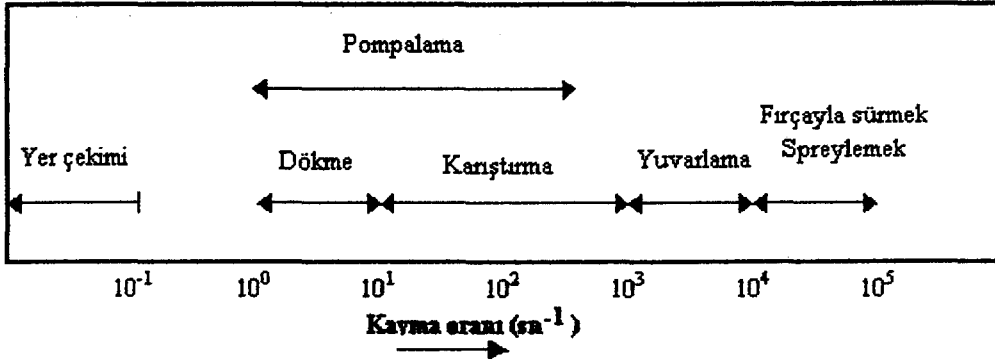 Pompalama
Fırçayla sürmek
Spreylemek
Yer çekimi
Dökme
Karıştırma
Yuvarlama
10⁻¹ 10⁰ 10¹ 10² 10³ 10⁴ 10⁵
Kayma oranı (sn⁻¹)